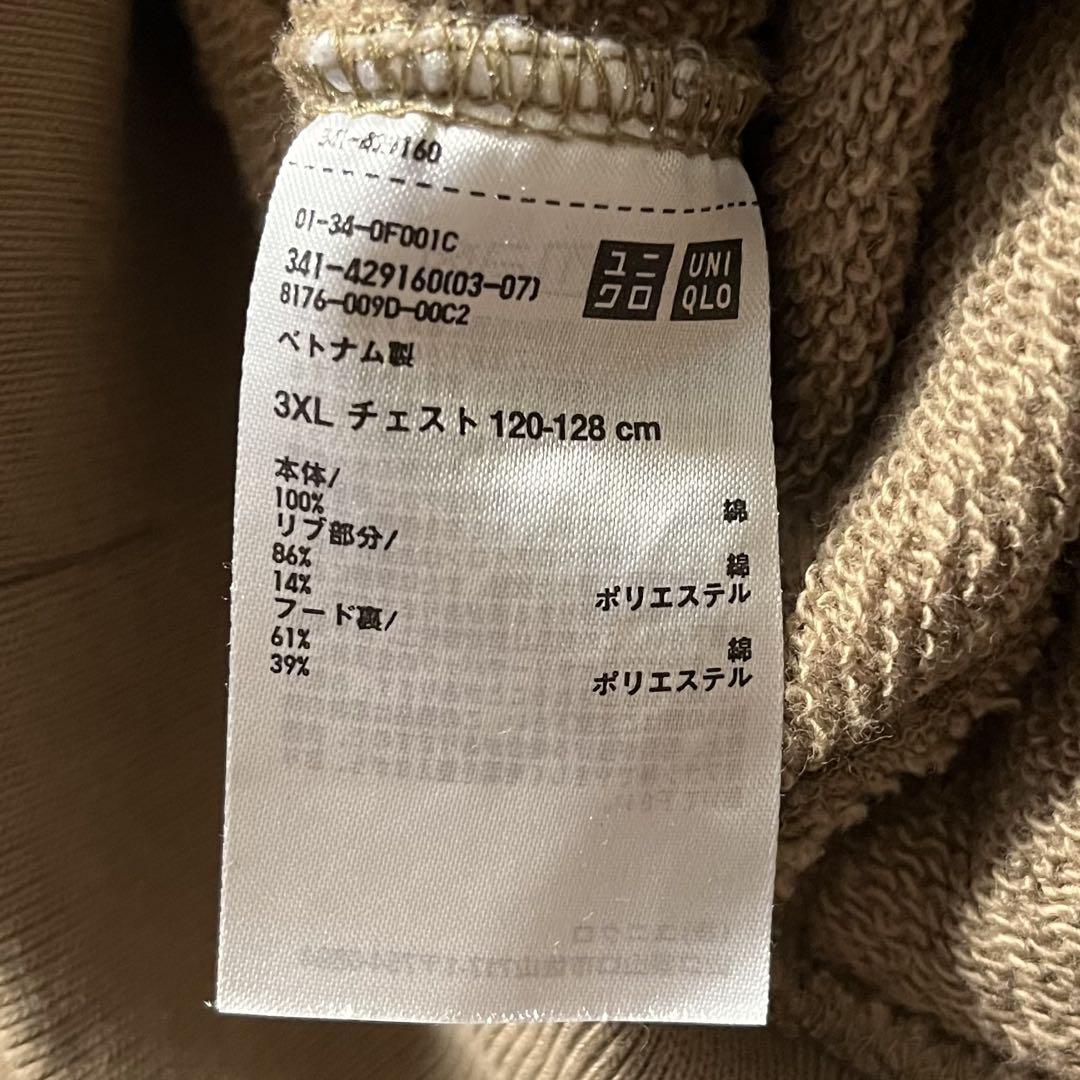 160
01-34-0F001C
341-429160(03-07)
8176-009D-00C2
ユニ
クロ
UNI
QLO
ベトナム製
3XL チェスト 120-128 cm
本体/
100% 綿
リブ部分/
86% 綿
14% ポリエステル
フード裏/
61% 綿
39% ポリエステル